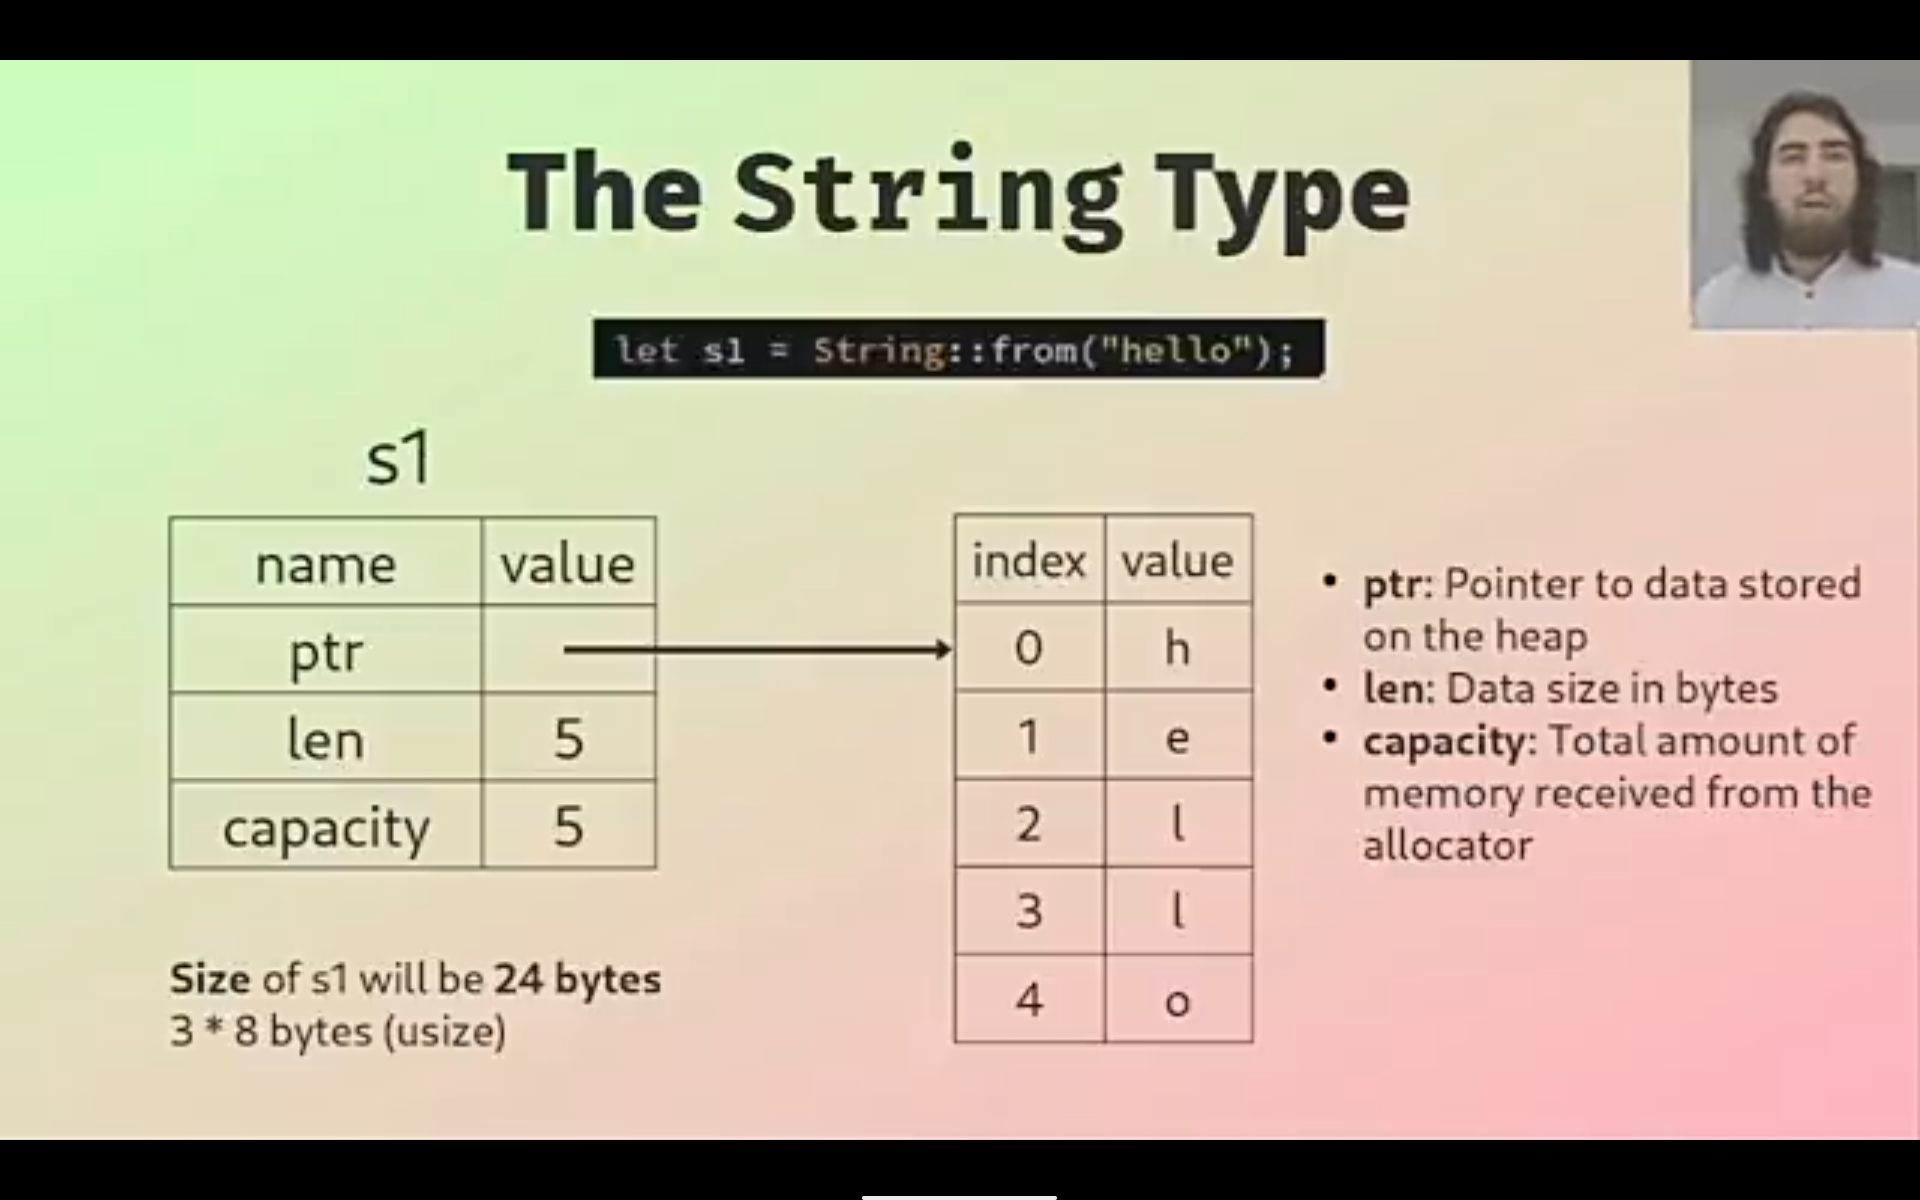 The String Type
let s1 = String::from("hello");
s1
name value
ptr
len 5
capacity 5
Size of s1 will be 24 bytes
3 * 8 bytes (usize)
index value
0 h
1 e
2 l
3 l
4 o
• ptr: Pointer to data stored
on the heap
• len: Data size in bytes
• capacity: Total amount of
memory received from the
allocator